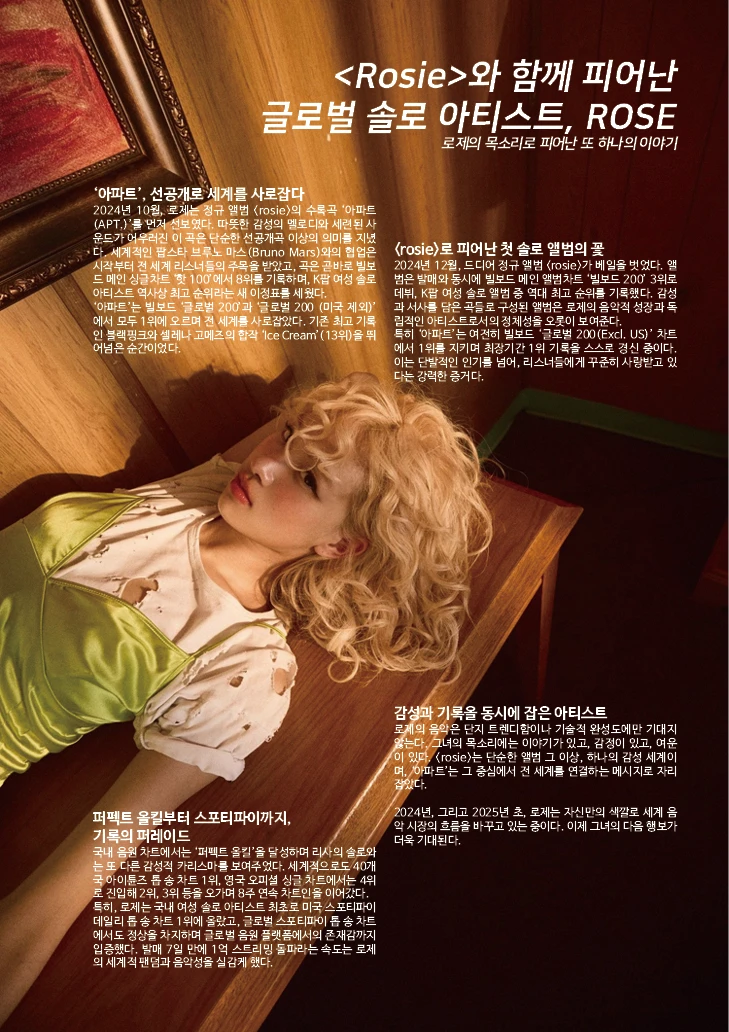 <Rosie>와 함께 피어난
글로벌 솔로 아티스트, ROSE
로제의 목소리로 피어난 또 하나의 이야기
‘아파트’, 선공개로 세계를 사로잡다
2024년 10월, 로제는 정규 앨범 <rosie>의 수록곡 ‘아파트
(APT.)’를 먼저 선보였다. 따뜻한 감성의 멜로디와 세련된 사
운드가 어우러진 이 곡은 단순한 선공개곡 이상의 의미를 지녔
다. 세계적인 팝스타 브루노 마스(Bruno Mars)와의 협업은
시작부터 전 세계 리스너들의 주목을 받았고, 곡은 곧바로 빌보
드 메인 싱글차트 ‘핫 100’에서 8위를 기록하며, K팝 여성 솔로
아티스트 역사상 최고 순위라는 새 이정표를 세웠다.
‘아파트’는 빌보드 ‘글로벌 200’과 ‘글로벌 200 (미국 제외)’
에서 모두 1위에 오르며 전 세계를 사로잡았다. 기존 최고 기록
인 블랙핑크와 셀레나 고메즈의 합작 ‘Ice Cream’(13위)을 뛰
어넘은 순간이었다.
<rosie>로 피어난 첫 솔로 앨범의 꽃
2024년 12월, 드디어 정규 앨범 <rosie>가 베일을 벗었다. 앨
범은 발매와 동시에 빌보드 메인 앨범차트 ‘빌보드 200’ 3위로
데뷔, K팝 여성 솔로 앨범 중 역대 최고 순위를 기록했다. 감성
과 서사를 담은 곡들로 구성된 앨범은 로제의 음악적 성장과 독
립적인 아티스트로서의 정체성을 오롯이 보여준다.
특히 ‘아파트’는 여전히 빌보드 ‘글로벌 200(Excl. US)’ 차트
에서 1위를 지키며 최장기간 1위 기록을 스스로 경신 중이다.
이는 단발적인 인기를 넘어, 리스너들에게 꾸준히 사랑받고 있
다는 강력한 증거다.
퍼펙트 올킬부터 스포티파이까지,
기록의 퍼레이드
국내 음원 차트에서는 ‘퍼펙트 올킬’을 달성하며 리사의 솔로와
는 또 다른 감성적 카리스마를 보여주었다. 세계적으로도 40개
국 아이튠즈 톱 송 차트 1위, 영국 오피셜 싱글 차트에서는 4위
로 진입해 2위, 3위 등을 오가며 8주 연속 차트인을 이어갔다.
특히, 로제는 국내 여성 솔로 아티스트 최초로 미국 스포티파이
데일리 톱 송 차트 1위에 올랐고, 글로벌 스포티파이 톱 송 차트
에서도 정상을 차지하며 글로벌 음원 플랫폼에서의 존재감까지
입증했다. 발매 7일 만에 1억 스트리밍 돌파라는 속도는 로제
의 세계적 팬덤과 음악성을 실감케 했다.
감성과 기록을 동시에 잡은 아티스트
로제의 음악은 단지 트렌디함이나 기술적 완성도에만 기대지
않는다. 그녀의 목소리에는 이야기가 있고, 감정이 있고, 여운
이 있다. <rosie>는 단순한 앨범 그 이상, 하나의 감성 세계이
며, ‘아파트’는 그 중심에서 전 세계를 연결하는 메시지로 자리
잡았다.
2024년, 그리고 2025년 초, 로제는 자신만의 색깔로 세계 음
악 시장의 흐름을 바꾸고 있는 중이다. 이제 그녀의 다음 행보가
더욱 기대된다.